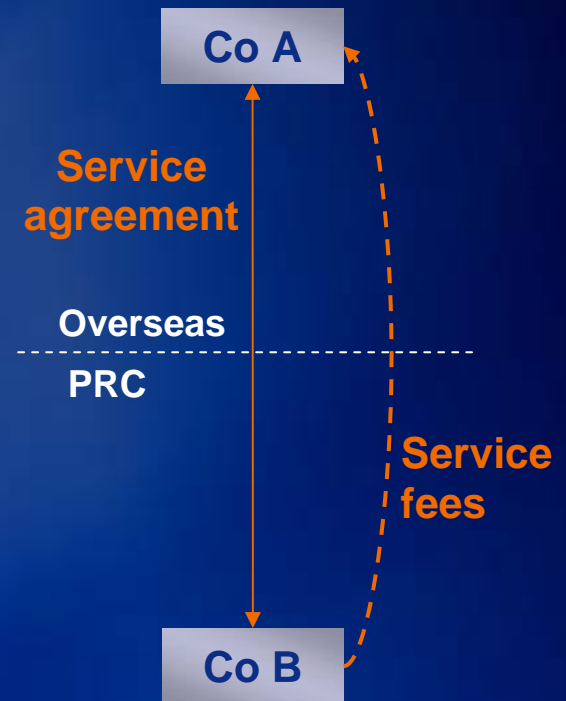 Co A
Service
agreement
Overseas
PRC
Service
fees
Co B